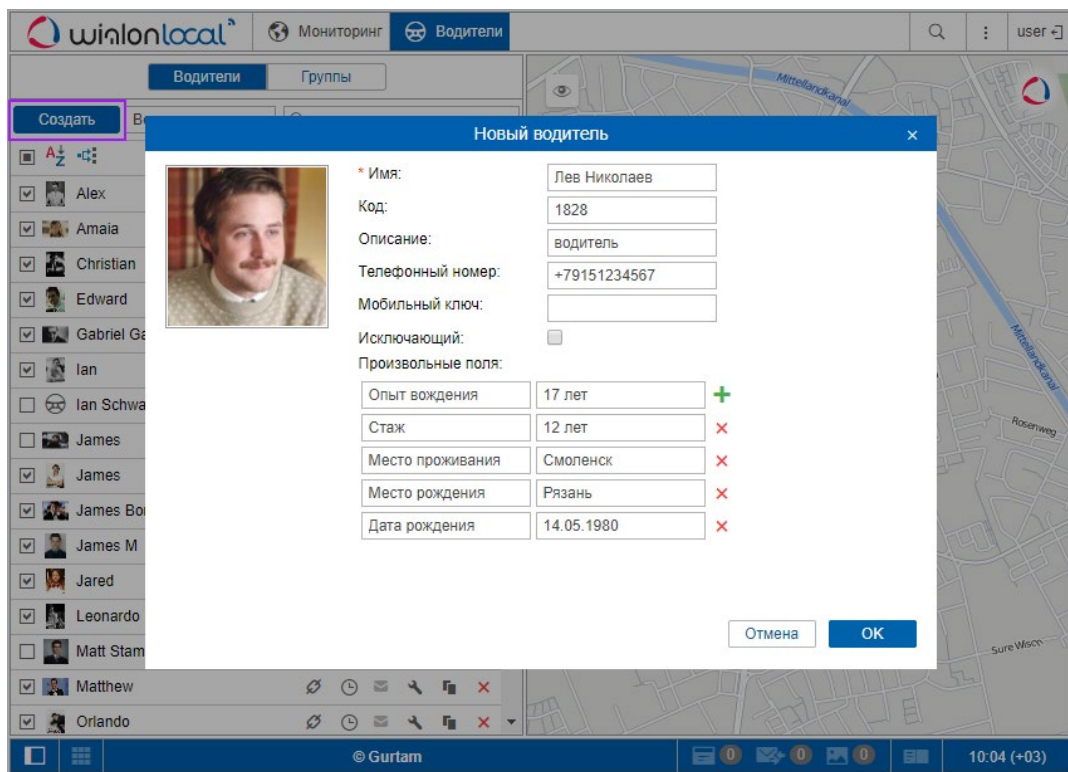 wialonlocal
Мониторинг
Водители
user
Водители
Группы
Создать
Новый водитель
* Имя:
Лев Николаев
Код:
1828
Описание:
водитель
Телефонный номер:
+79151234567
Мобильный ключ:
Исключающий:
Произвольные поля:
Опыт вождения
17 лет
Стаж
12 лет
Место проживания
Смоленск
Место рождения
Рязань
Дата рождения
14.05.1980
Отмена
OK
Alex
Amaia
Christian
Edward
Gabriel Ga
Ian
Ian Schwa
James
James
James Bo
James M
Jared
Leonardo
Matt Stam
Matthew
Orlando
Mittellandkanal
Mittellandkanal
Rosenweg
© Gurtam
0
0
0
10:04 (+03)